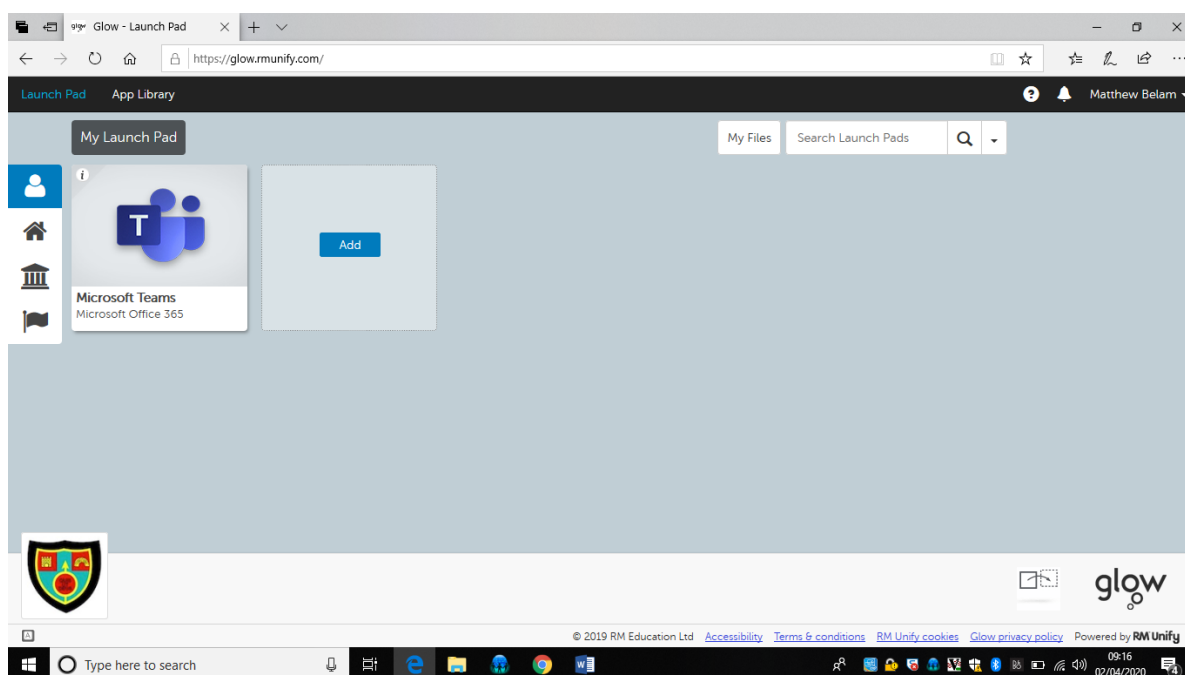 glow Glow - Launch Pad
https://glow.rmunify.com/
Launch Pad App Library ? Matthew Belam
My Launch Pad My Files Search Launch Pads
i
T
Add
Microsoft Teams
Microsoft Office 365
glow
© 2019 RM Education Ltd Accessibility Terms & conditions RM Unify cookies Glow privacy policy Powered by RM Unify
Type here to search
09:16
02/04/2020
4